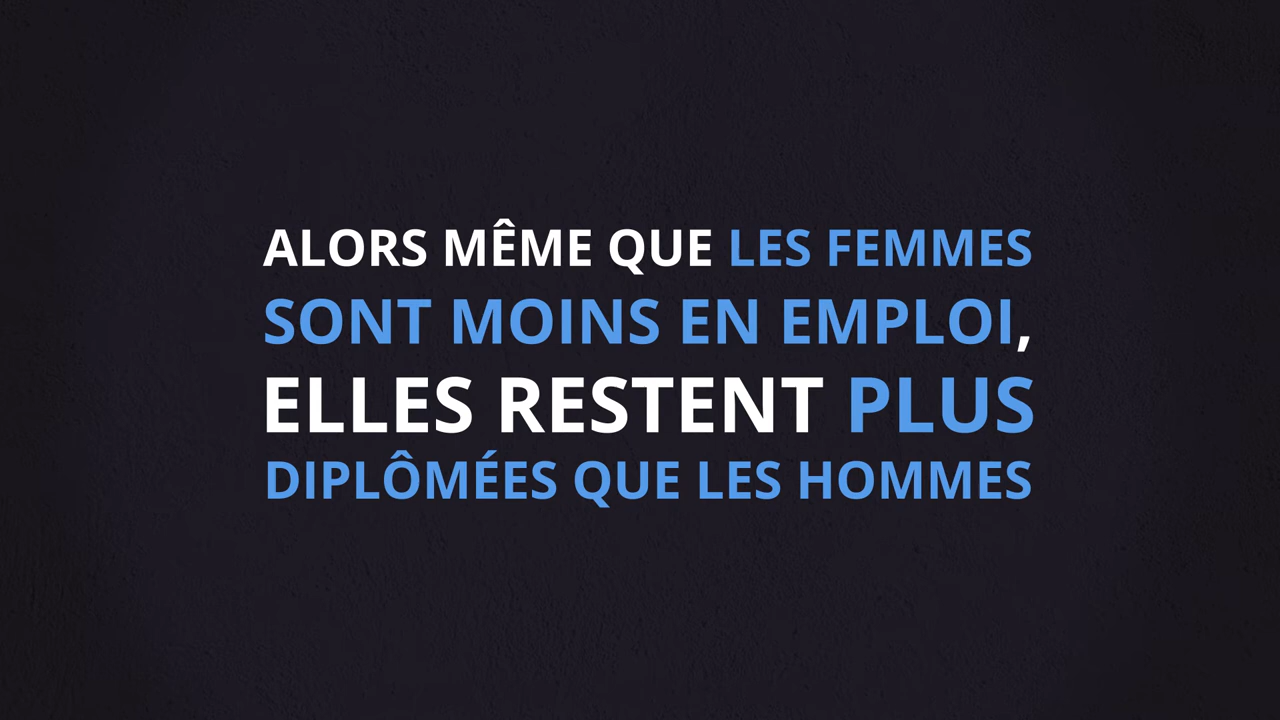 ALORS MÊME QUE LES FEMMES
SONT MOINS EN EMPLOI,
ELLES RESTENT PLUS
DIPLÔMÉES QUE LES HOMMES